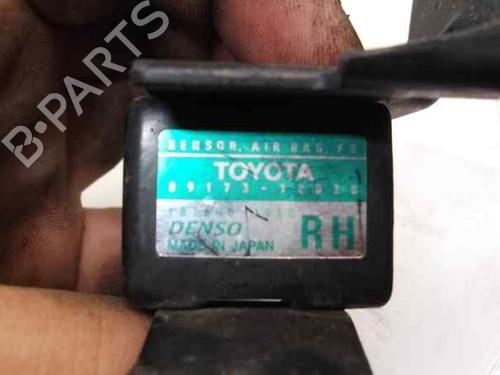 B-PARTS
SENSOR, AIR BAG, FR
TOYOTA
89173-12030
DENSO
MADE IN JAPAN
RH